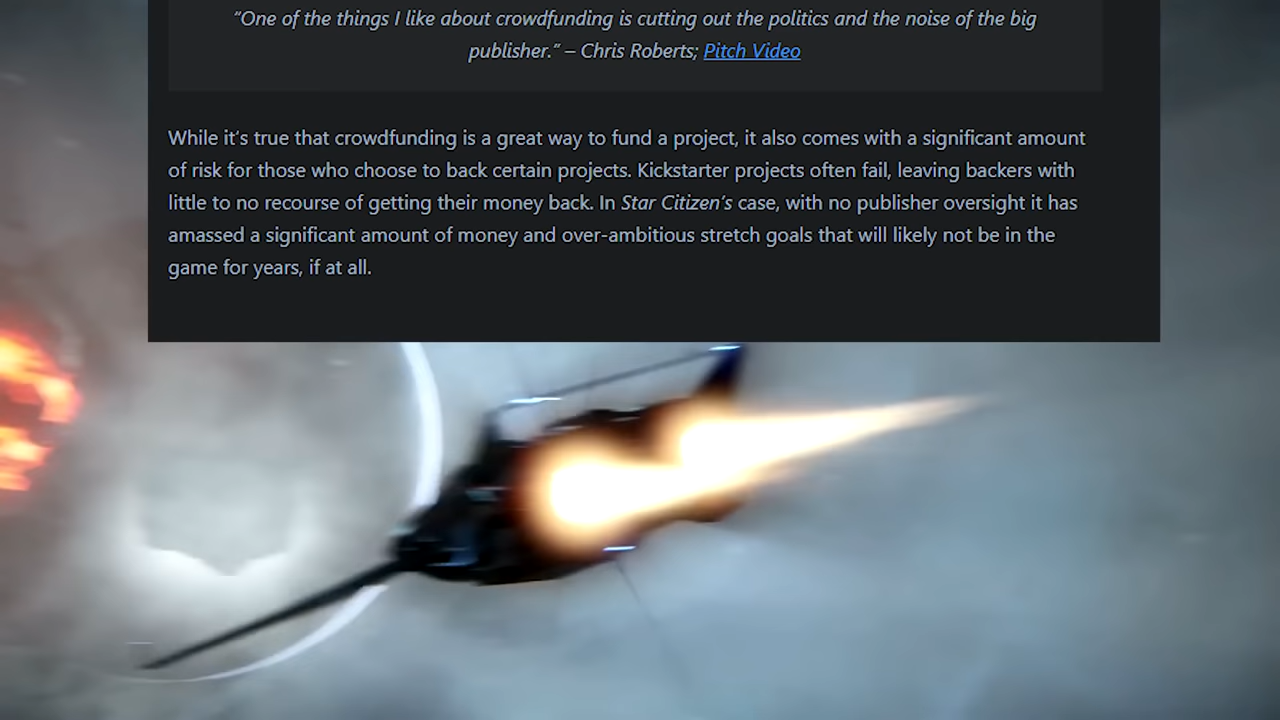 “One of the things I like about crowdfunding is cutting out the politics and the noise of the big
publisher.” – Chris Roberts; Pitch Video
While it’s true that crowdfunding is a great way to fund a project, it also comes with a significant amount
of risk for those who choose to back certain projects. Kickstarter projects often fail, leaving backers with
little to no recourse of getting their money back. In Star Citizen’s case, with no publisher oversight it has
amassed a significant amount of money and over-ambitious stretch goals that will likely not be in the
game for years, if at all.